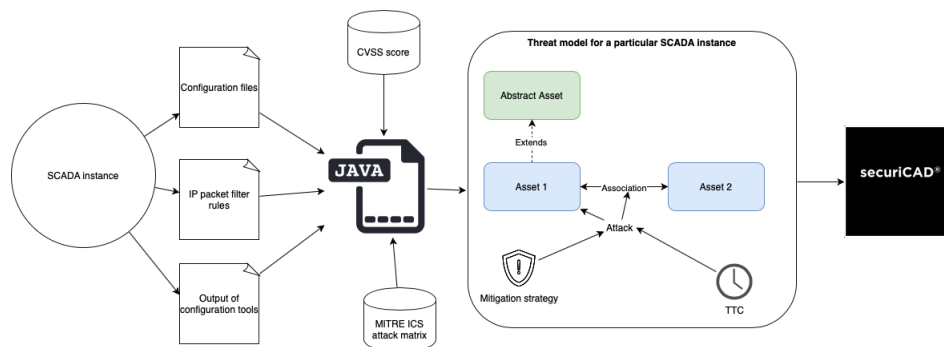 CVSS score
Threat model for a particular SCADA instance
Configuration files
Abstract Asset
Extends
SCADA instance
IP packet filter
rules
JAVA
Asset 1
Association
Asset 2
securiCAD®
Attack
Output of
configuration tools
MITRE ICS
attack matrix
Mitigation strategy
TTC